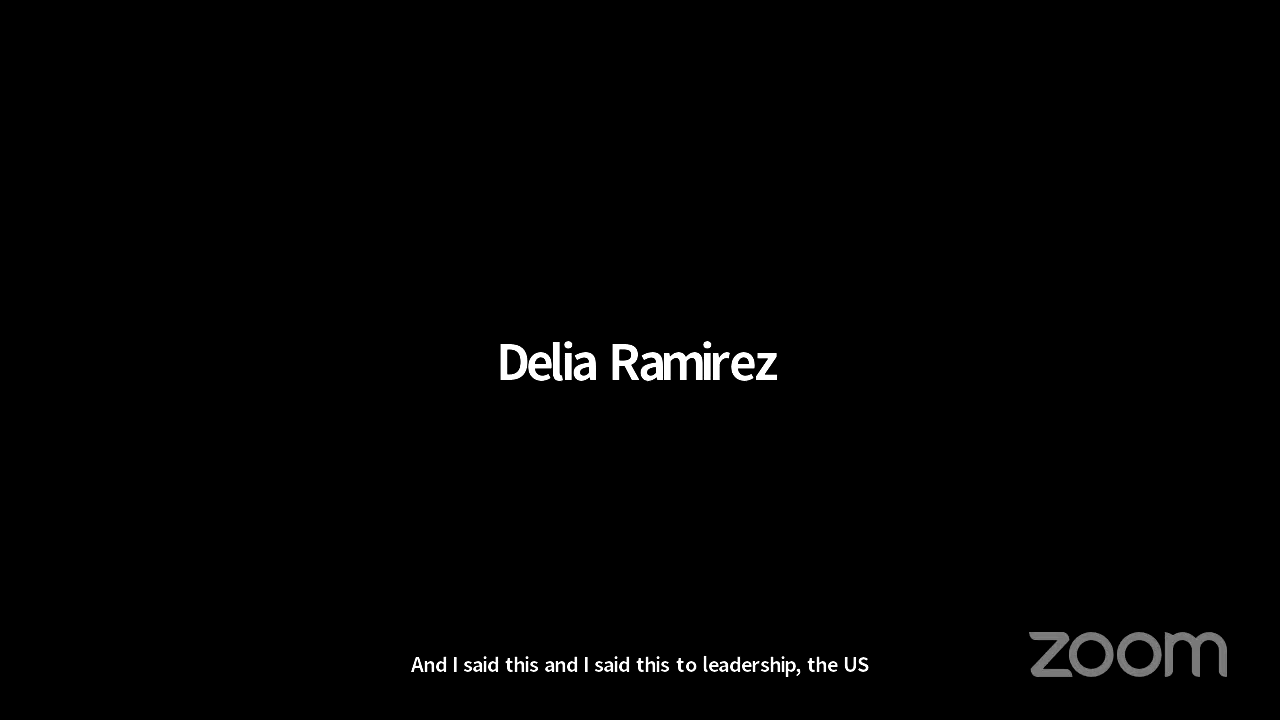 Delia Ramirez
And I said this and I said this to leadership, the US
zoom